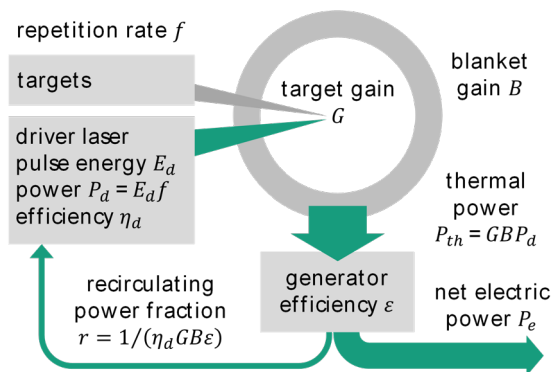 repetition rate f
targets
driver laser
pulse energy E_d
power P_d = E_d f
efficiency η_d
target gain
G
blanket
gain B
thermal
power
P_th = GBP_d
generator
efficiency ε
recirculating
power fraction
r = 1/(η_d GBε)
net electric
power P_e